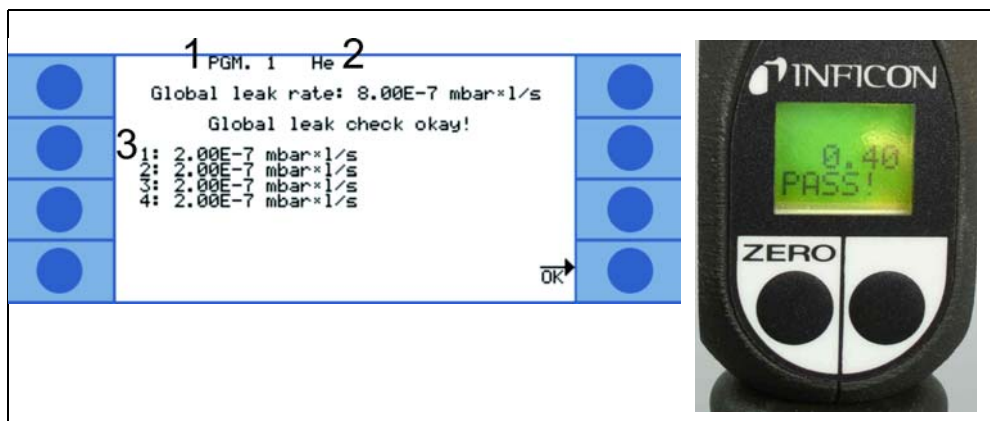 1 PGM. 1 He 2
Global leak rate: 8.00E-7 mbar×l/s
Global leak check okay!
3
1: 2.00E-7 mbar×l/s
2: 2.00E-7 mbar×l/s
3: 2.00E-7 mbar×l/s
4: 2.00E-7 mbar×l/s
OK
INFICON
0.40
PASS!
ZERO